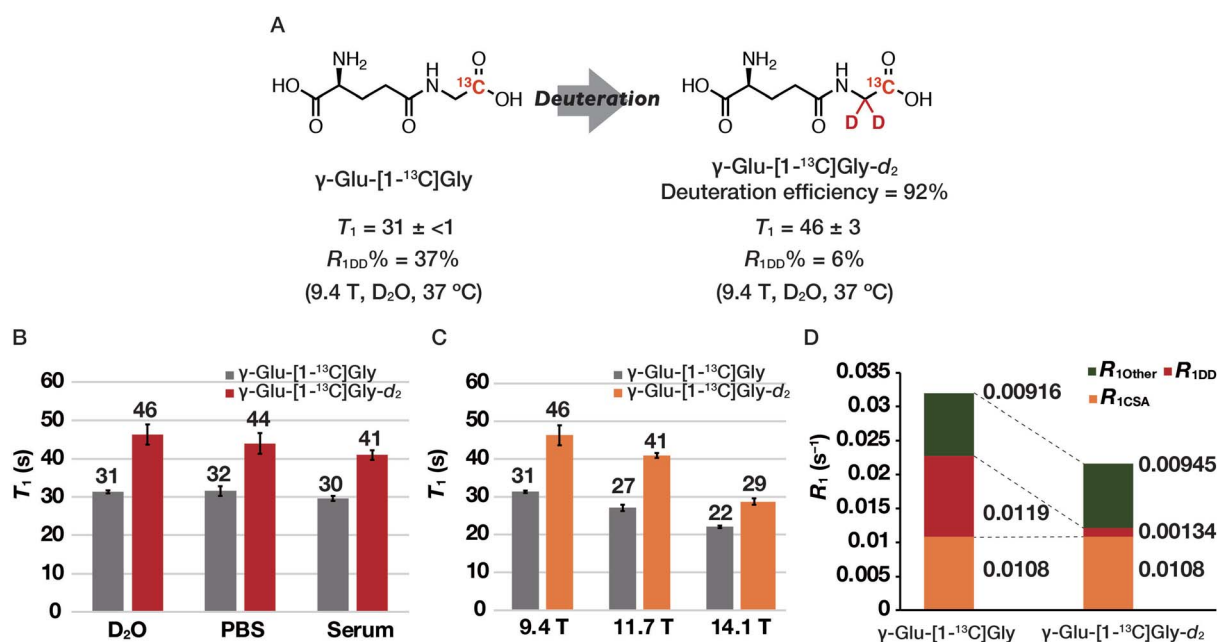 A
NH₂
HO
O
O
H
N
¹³C
O
OH
Deuteration
NH₂
HO
O
O
H
N
D D
¹³C
O
OH
γ-Glu-[1-¹³C]Gly
γ-Glu-[1-¹³C]Gly-d₂
Deuteration efficiency = 92%
T₁ = 31 ± <1
T₁ = 46 ± 3
R₁DD% = 37%
R₁DD% = 6%
(9.4 T, D₂O, 37 ºC)
(9.4 T, D₂O, 37 ºC)
B
γ-Glu-[1-¹³C]Gly
γ-Glu-[1-¹³C]Gly-d₂
T₁ (s)
60
50
40
30
20
10
0
31 46
32 44
30 41
D₂O PBS Serum
C
γ-Glu-[1-¹³C]Gly
γ-Glu-[1-¹³C]Gly-d₂
T₁ (s)
60
50
40
30
20
10
0
31 46
27 41
22 29
9.4 T 11.7 T 14.1 T
D
R₁Other R₁DD
R₁CSA
R₁ (s⁻¹)
0.035
0.03
0.025
0.02
0.015
0.01
0.005
0
0.00916
0.0119
0.0108
0.00945
0.00134
0.0108
γ-Glu-[1-¹³C]Gly γ-Glu-[1-¹³C]Gly-d₂